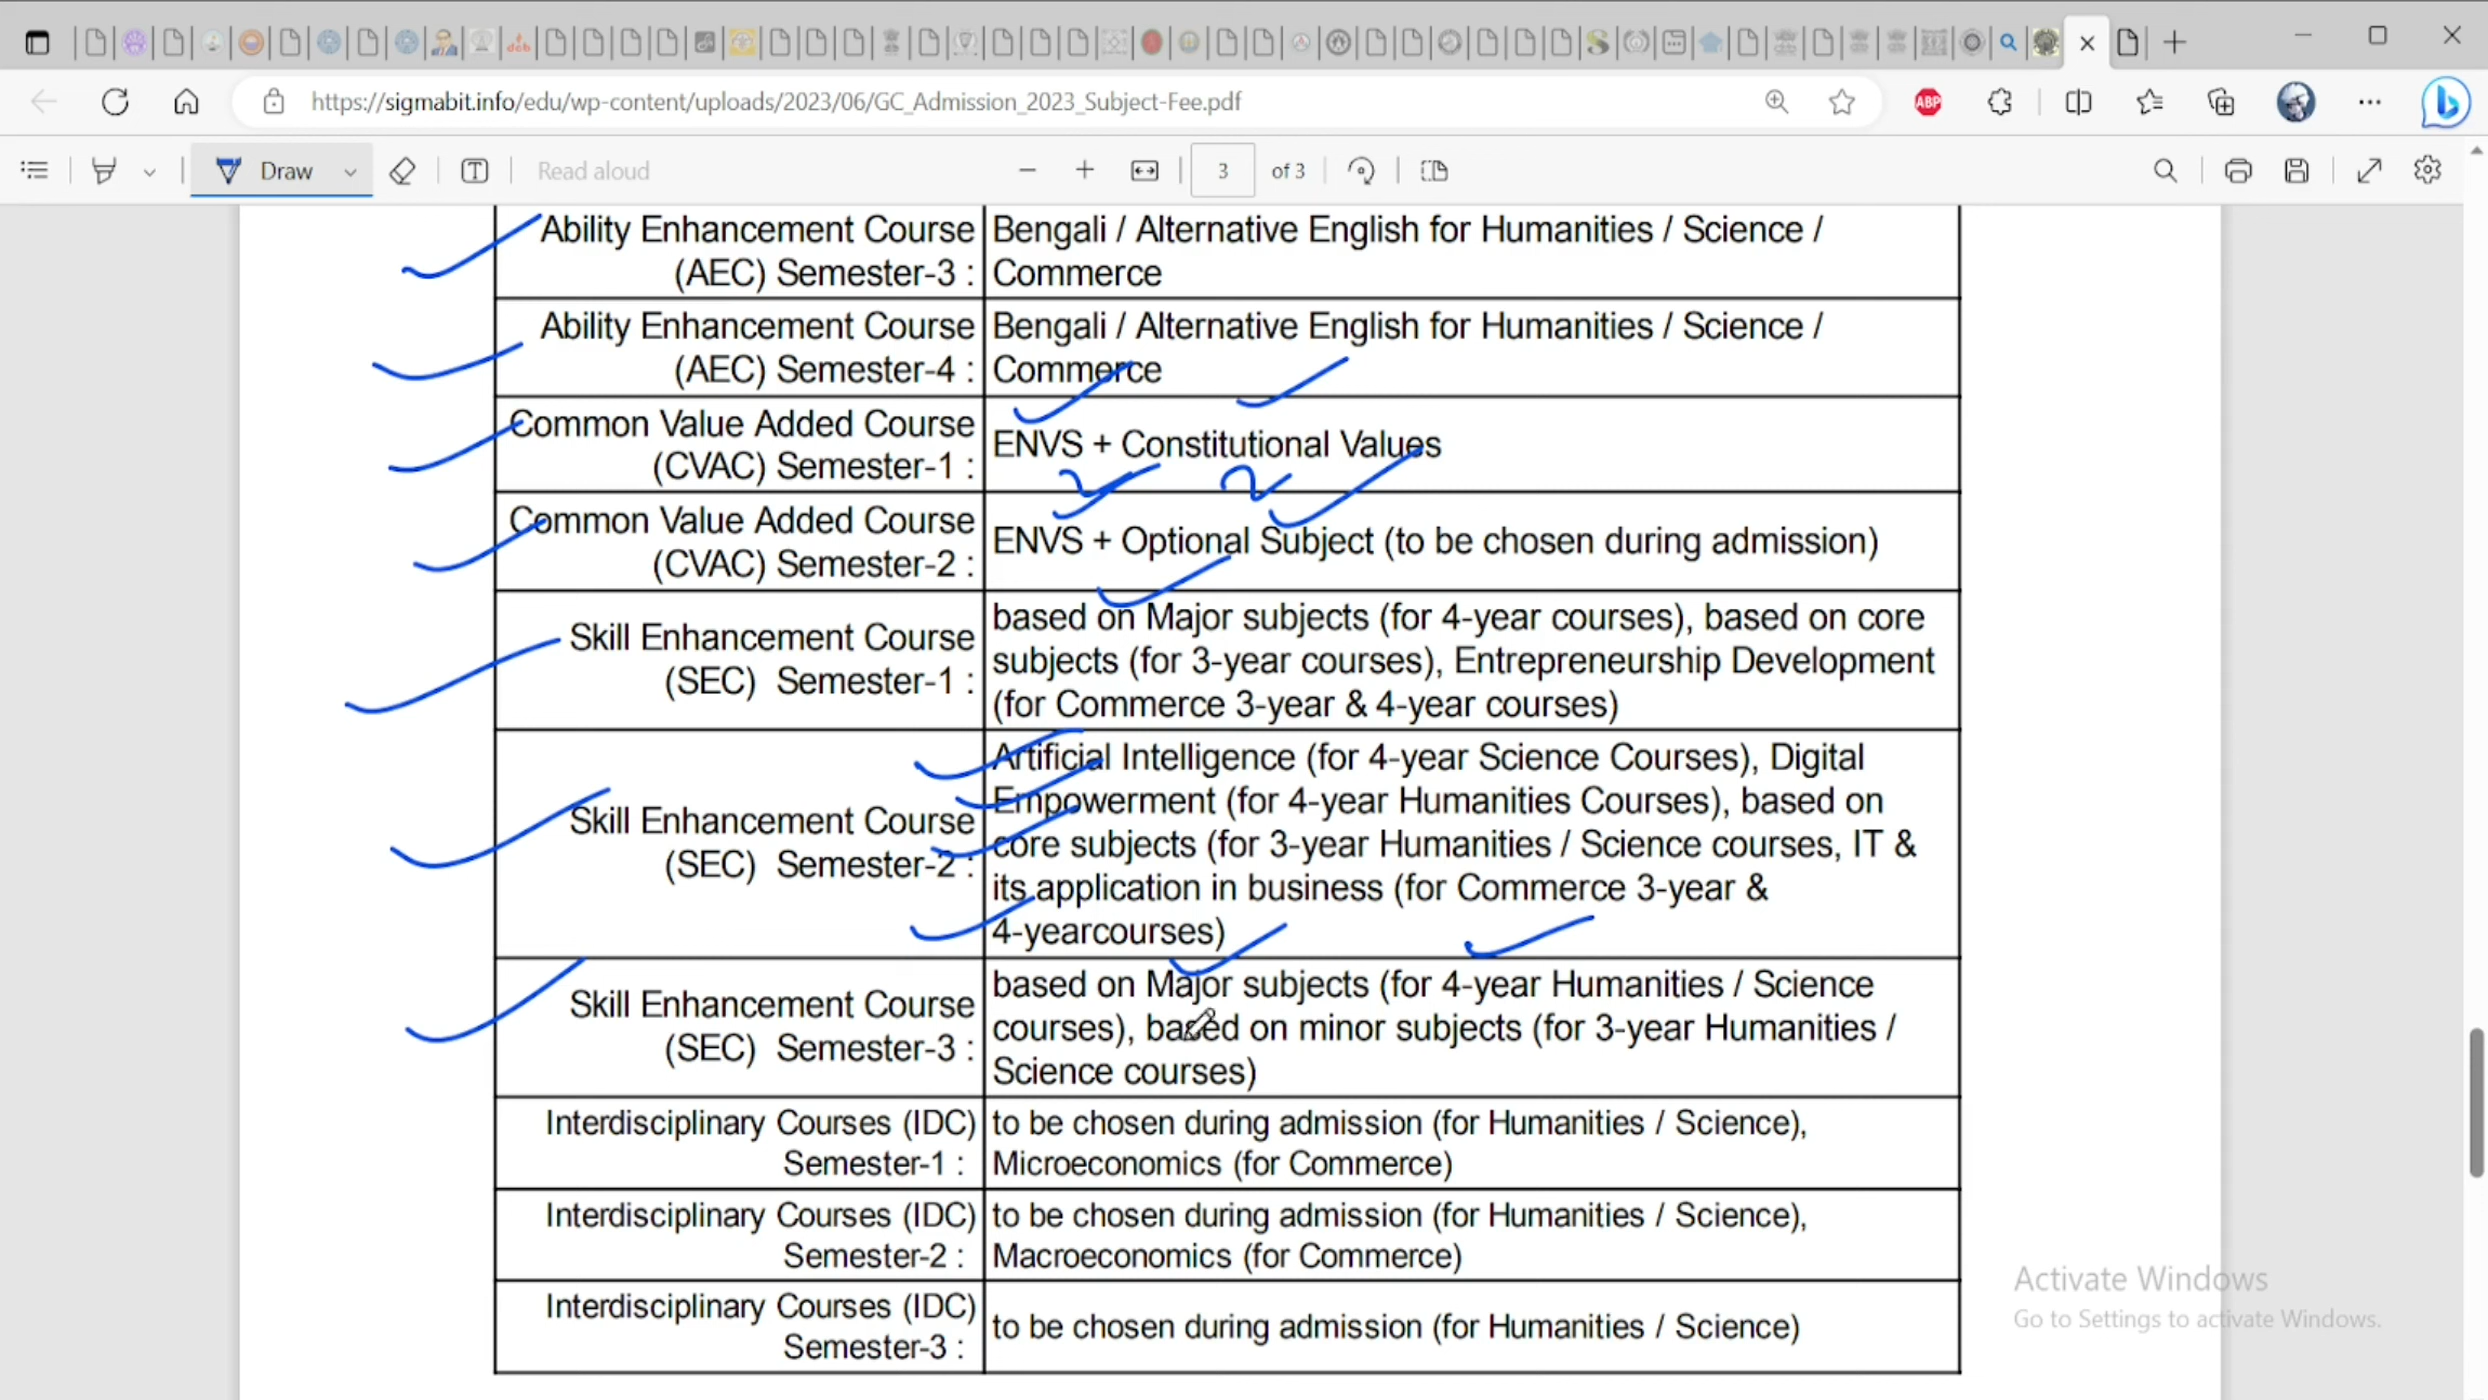 https://sigmabit.info/edu/wp-content/uploads/2023/06/GC_Admission_2023_Subject-Fee.pdf
ABP
Draw
Read aloud
3 of 3
Ability Enhancement Course (AEC) Semester-3 :
Bengali / Alternative English for Humanities / Science /
Commerce
Ability Enhancement Course
(AEC) Semester-4 :
Bengali / Alternative English for Humanities / Science /
Commerce
Common Value Added Course
(CVAC) Semester-1 :
ENVS + Constitutional Values
2 2
Common Value Added Course
(CVAC) Semester-2 :
ENVS + Optional Subject (to be chosen during admission)
Skill Enhancement Course
(SEC) Semester-1 :
based on Major subjects (for 4-year courses), based on core
subjects (for 3-year courses), Entrepreneurship Development
(for Commerce 3-year & 4-year courses)
Skill Enhancement Course
(SEC) Semester-2 :
Artificial Intelligence (for 4-year Science Courses), Digital
Empowerment (for 4-year Humanities Courses), based on
core subjects (for 3-year Humanities / Science courses, IT &
its application in business (for Commerce 3-year &
4-yearcourses)
Skill Enhancement Course
(SEC) Semester-3 :
based on Major subjects (for 4-year Humanities / Science
courses), based on minor subjects (for 3-year Humanities /
Science courses)
Interdisciplinary Courses (IDC)
Semester-1 :
to be chosen during admission (for Humanities / Science),
Microeconomics (for Commerce)
Interdisciplinary Courses (IDC)
Semester-2 :
to be chosen during admission (for Humanities / Science),
Macroeconomics (for Commerce)
Interdisciplinary Courses (IDC)
Semester-3 :
to be chosen during admission (for Humanities / Science)
Activate Windows
Go to Settings to activate Windows.